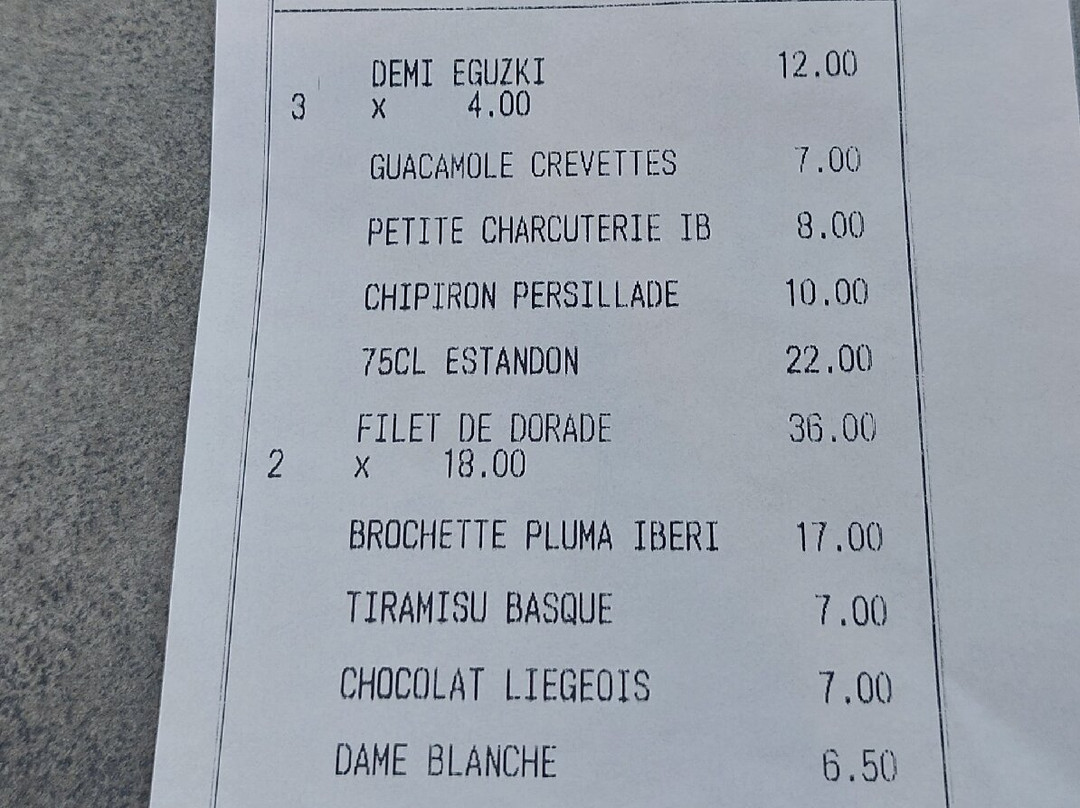 DEMI EGUZKI 12.00
3 x 4.00
GUACAMOLE CREVETTES 7.00
PETITE CHARCUTERIE IB 8.00
CHIPIRON PERSILLADE 10.00
75CL ESTANDON 22.00
FILET DE DORADE 36.00
2 x 18.00
BROCHETTE PLUMA IBERI 17.00
TIRAMISU BASQUE 7.00
CHOCOLAT LIEGEOIS 7.00
DAME BLANCHE 6.50